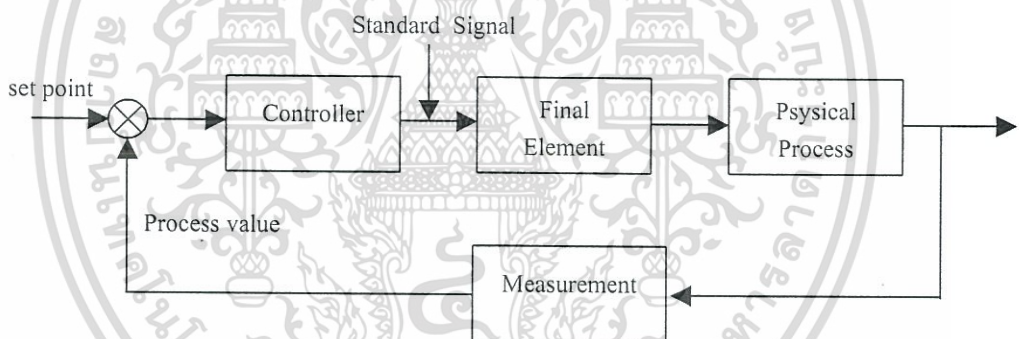 Standard Signal
set point
Controller
Final
Element
Psysical
Process
Process value
Measurement